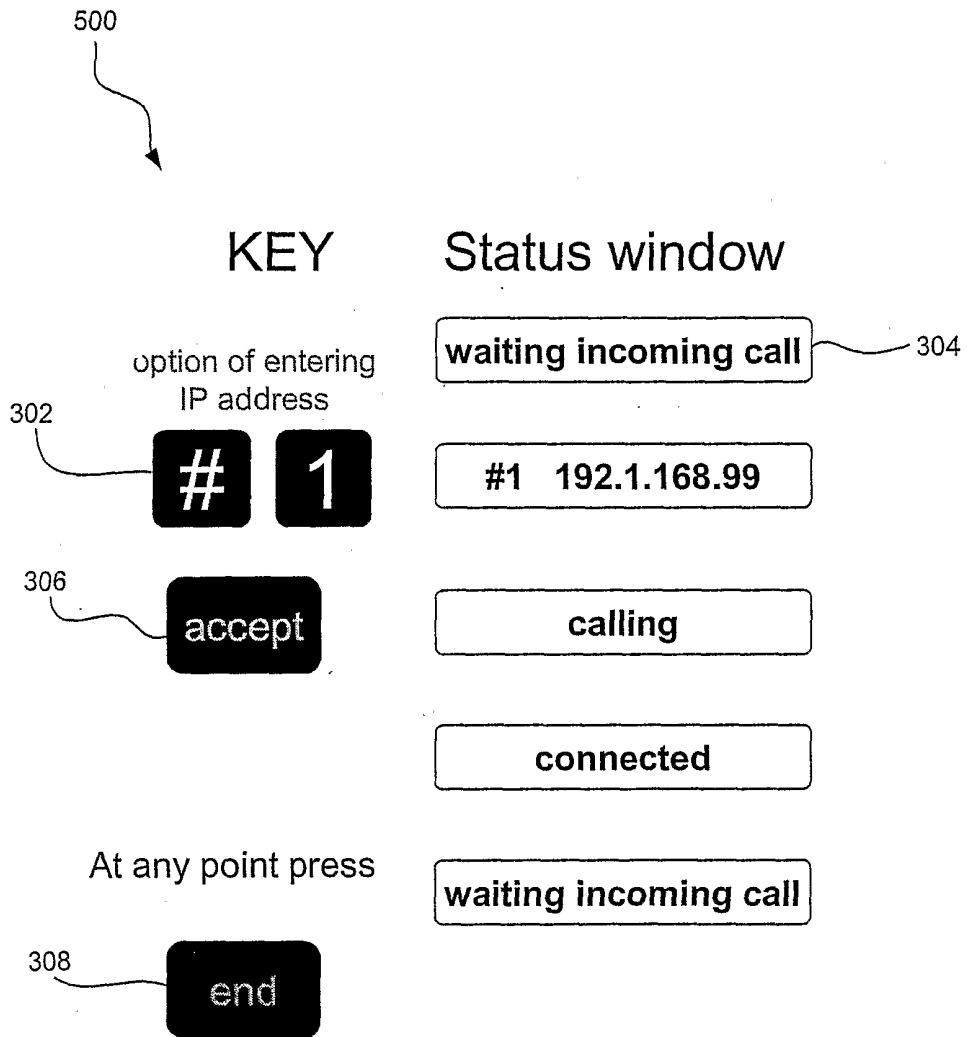 500
KEY Status window
waiting incoming call 304
option of entering
IP address
302
# 1 #1 192.1.168.99
306
accept calling
connected
At any point press waiting incoming call
308
end